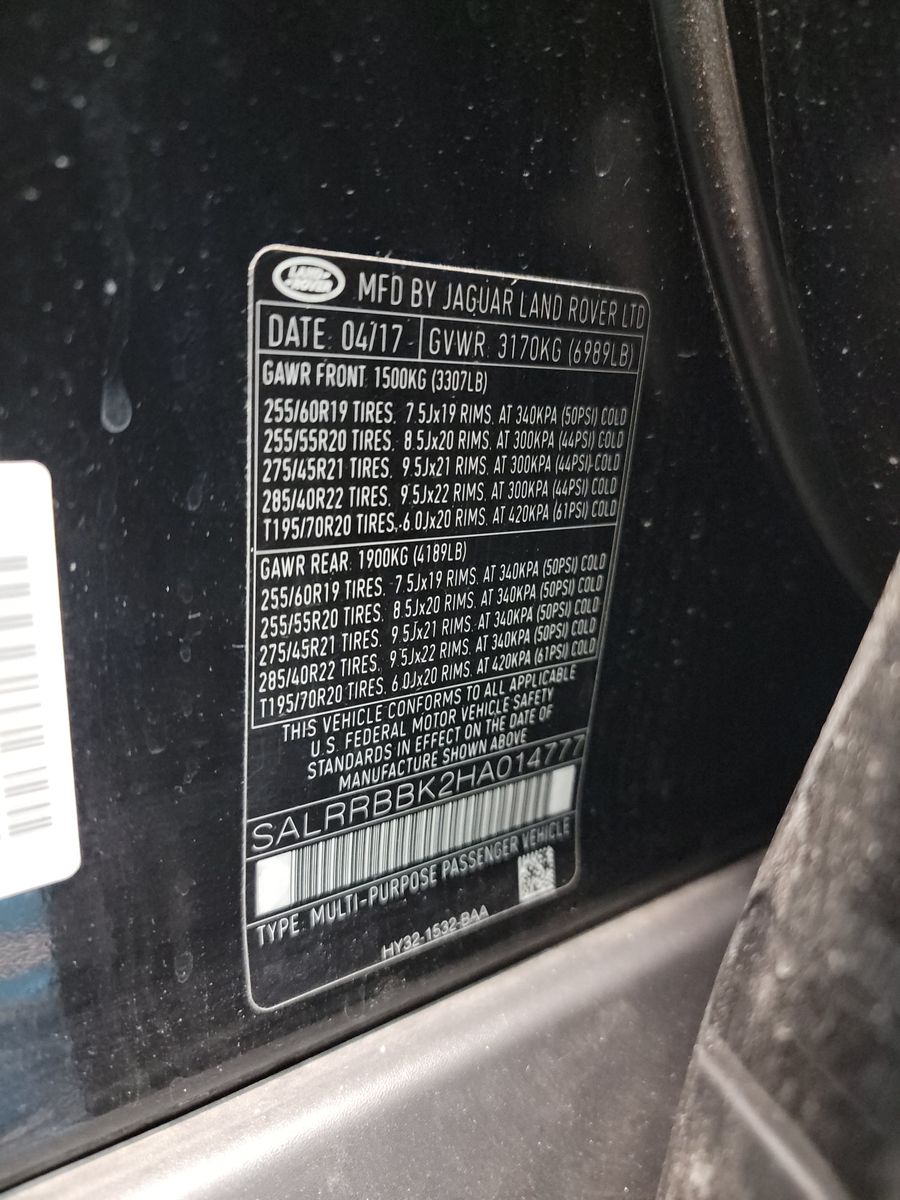 LAND ROVER
MFD BY JAGUAR LAND ROVER LTD
DATE: 04/17 GVWR: 3170KG (6989LB)
GAWR FRONT: 1500KG (3307LB)
255/60R19 TIRES, 7.5Jx19 RIMS, AT 340KPA (50PSI) COLD
255/55R20 TIRES, 8.5Jx20 RIMS, AT 300KPA (44PSI) COLD
275/45R21 TIRES, 9.5Jx21 RIMS, AT 300KPA (44PSI) COLD
285/40R22 TIRES, 9.5Jx22 RIMS, AT 300KPA (44PSI) COLD
T195/70R20 TIRES, 6.0Jx20 RIMS, AT 420KPA (61PSI) COLD
GAWR REAR: 1900KG (4189LB)
255/60R19 TIRES, 7.5Jx19 RIMS, AT 340KPA (50PSI) COLD
255/55R20 TIRES, 8.5Jx20 RIMS, AT 340KPA (50PSI) COLD
275/45R21 TIRES, 9.5Jx21 RIMS, AT 340KPA (50PSI) COLD
285/40R22 TIRES, 9.5Jx22 RIMS, AT 340KPA (50PSI) COLD
T195/70R20 TIRES, 6.0Jx20 RIMS, AT 420KPA (61PSI) COLD
THIS VEHICLE CONFORMS TO ALL APPLICABLE
U.S. FEDERAL MOTOR VEHICLE SAFETY
STANDARDS IN EFFECT ON THE DATE OF
MANUFACTURE SHOWN ABOVE
SALRRBBK2HA014777
TYPE: MULTI-PURPOSE PASSENGER VEHICLE
HY32-1532-BAA